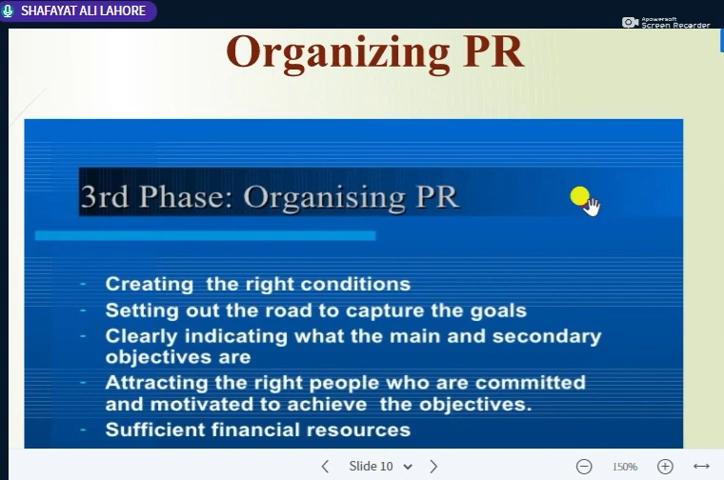 SHAFAYAT ALI LAHORE
Apowersoft
Screen Recorder
Organizing PR
3rd Phase: Organising PR
- Creating the right conditions
- Setting out the road to capture the goals
- Clearly indicating what the main and secondary
objectives are
- Attracting the right people who are committed
and motivated to achieve the objectives.
- Sufficient financial resources
Slide 10
150%